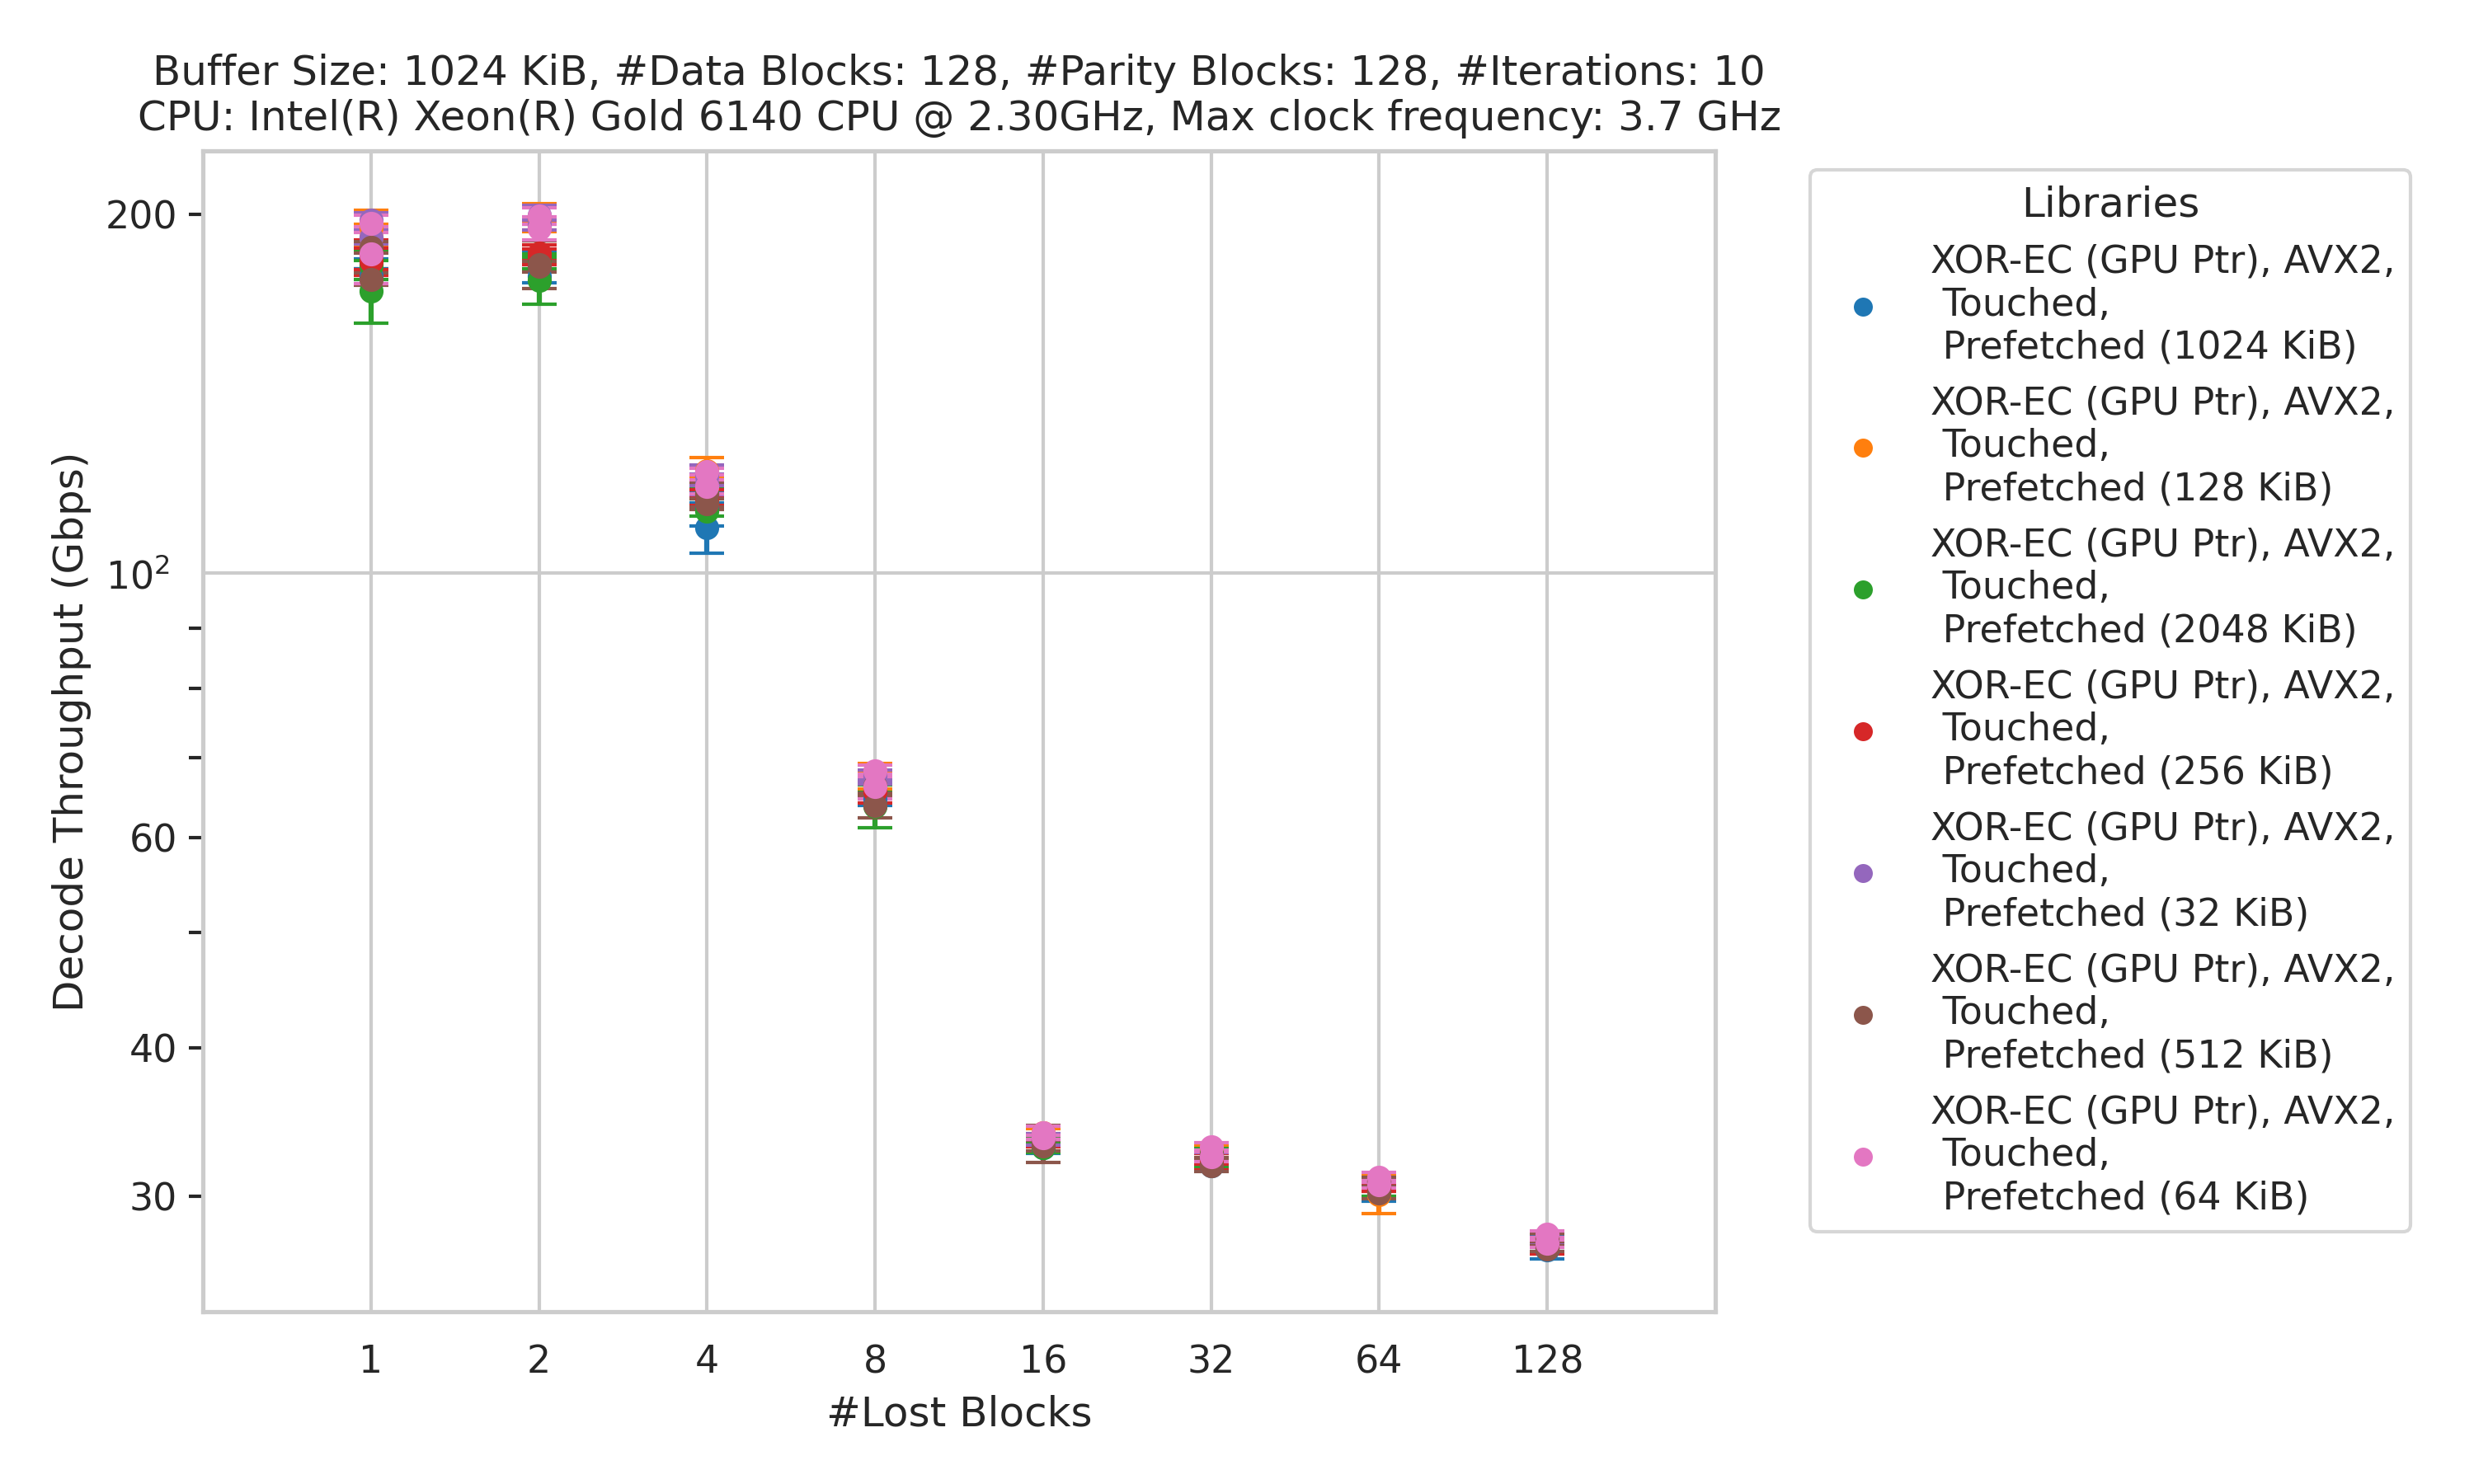 Buffer Size: 1024 KiB, #Data Blocks: 128, #Parity Blocks: 128, #Iterations: 10
CPU: Intel(R) Xeon(R) Gold 6140 CPU @ 2.30GHz, Max clock frequency: 3.7 GHz
Decode Throughput (Gbps)
200
10²
60
40
30
1 2 4 8 16 32 64 128
#Lost Blocks
Libraries
XOR-EC (GPU Ptr), AVX2,
Touched,
Prefetched (1024 KiB)
XOR-EC (GPU Ptr), AVX2,
Touched,
Prefetched (128 KiB)
XOR-EC (GPU Ptr), AVX2,
Touched,
Prefetched (2048 KiB)
XOR-EC (GPU Ptr), AVX2,
Touched,
Prefetched (256 KiB)
XOR-EC (GPU Ptr), AVX2,
Touched,
Prefetched (32 KiB)
XOR-EC (GPU Ptr), AVX2,
Touched,
Prefetched (512 KiB)
XOR-EC (GPU Ptr), AVX2,
Touched,
Prefetched (64 KiB)